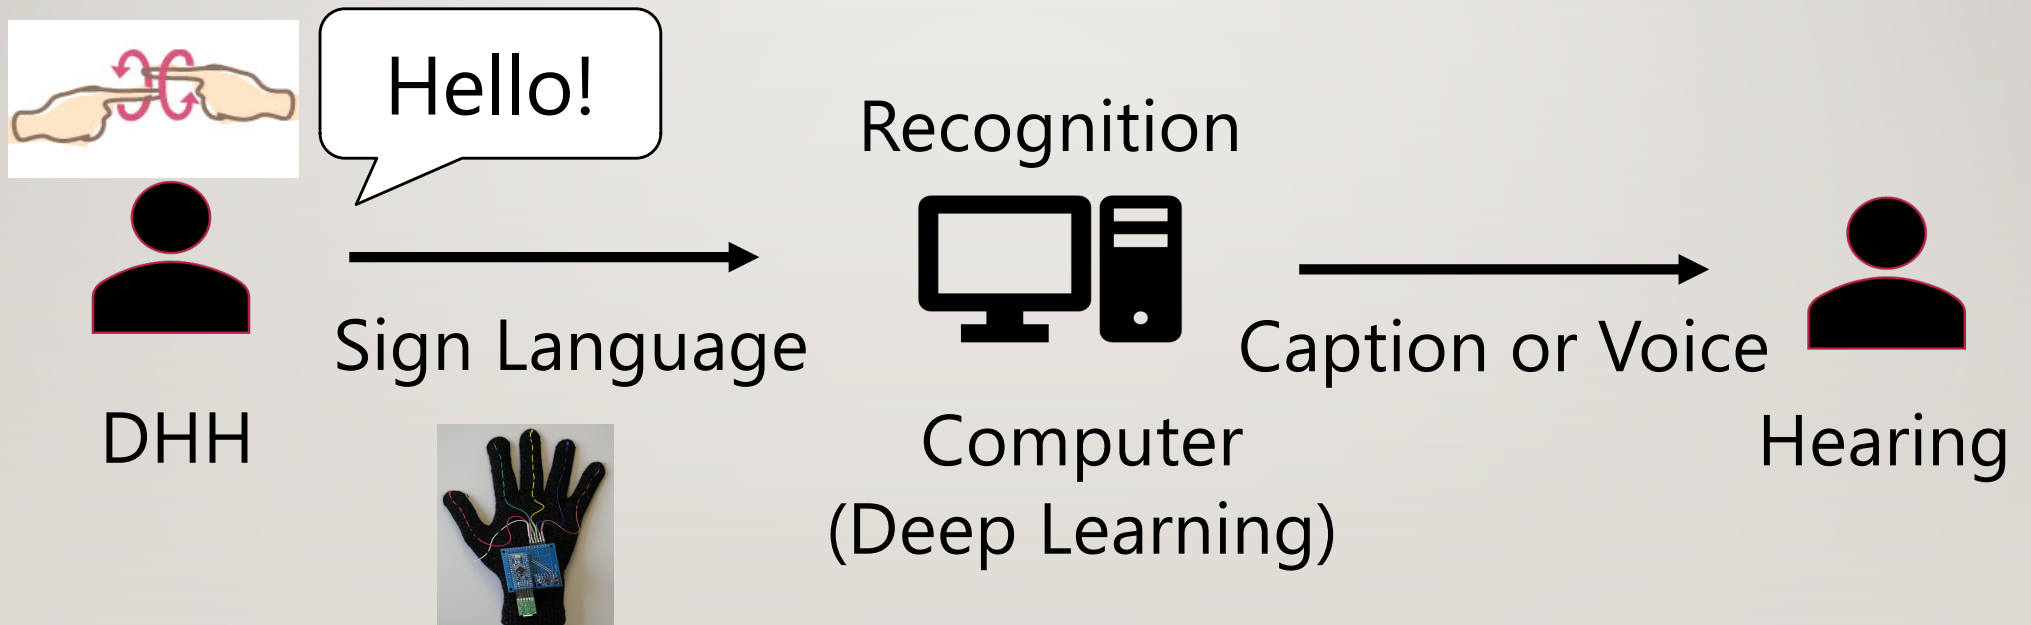 Hello!
Recognition
Sign Language
Caption or Voice
DHH
Computer
(Deep Learning)
Hearing